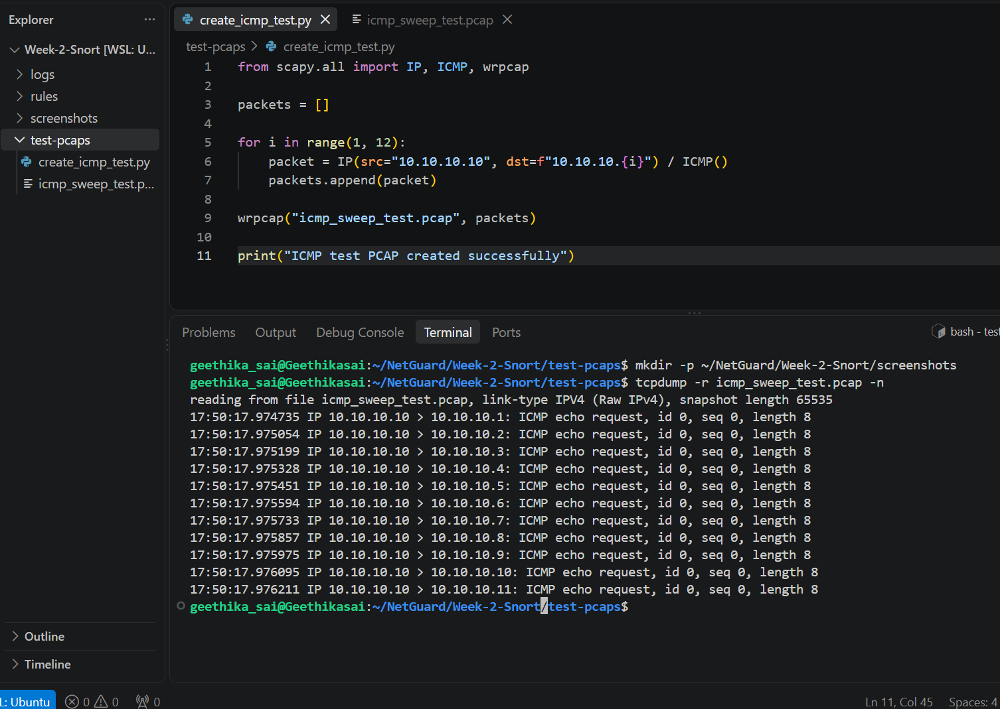 Explorer
Week-2-Snort [WSL: U...
logs
rules
screenshots
test-pcaps
create_icmp_test.py
icmp_sweep_test.p...
Outline
Timeline
create_icmp_test.py
icmp_sweep_test.pcap
test-pcaps > create_icmp_test.py
1 from scapy.all import IP, ICMP, wrpcap
2
3 packets = []
4
5 for i in range(1, 12):
6     packet = IP(src="10.10.10.10", dst=f"10.10.10.{i}") / ICMP()
7     packets.append(packet)
8
9 wrpcap("icmp_sweep_test.pcap", packets)
10
11 print("ICMP test PCAP created successfully")
Problems Output Debug Console Terminal Ports
bash - test
geethika_sai@Geethikasai:~/NetGuard/Week-2-Snort/test-pcaps$ mkdir -p ~/NetGuard/Week-2-Snort/screenshots
geethika_sai@Geethikasai:~/NetGuard/Week-2-Snort/test-pcaps$ tcpdump -r icmp_sweep_test.pcap -n
reading from file icmp_sweep_test.pcap, link-type IPV4 (Raw IPv4), snapshot length 65535
17:50:17.974735 IP 10.10.10.10 > 10.10.10.1: ICMP echo request, id 0, seq 0, length 8
17:50:17.975054 IP 10.10.10.10 > 10.10.10.2: ICMP echo request, id 0, seq 0, length 8
17:50:17.975199 IP 10.10.10.10 > 10.10.10.3: ICMP echo request, id 0, seq 0, length 8
17:50:17.975328 IP 10.10.10.10 > 10.10.10.4: ICMP echo request, id 0, seq 0, length 8
17:50:17.975451 IP 10.10.10.10 > 10.10.10.5: ICMP echo request, id 0, seq 0, length 8
17:50:17.975594 IP 10.10.10.10 > 10.10.10.6: ICMP echo request, id 0, seq 0, length 8
17:50:17.975733 IP 10.10.10.10 > 10.10.10.7: ICMP echo request, id 0, seq 0, length 8
17:50:17.975857 IP 10.10.10.10 > 10.10.10.8: ICMP echo request, id 0, seq 0, length 8
17:50:17.975975 IP 10.10.10.10 > 10.10.10.9: ICMP echo request, id 0, seq 0, length 8
17:50:17.976095 IP 10.10.10.10 > 10.10.10.10: ICMP echo request, id 0, seq 0, length 8
17:50:17.976211 IP 10.10.10.10 > 10.10.10.11: ICMP echo request, id 0, seq 0, length 8
geethika_sai@Geethikasai:~/NetGuard/Week-2-Snort/test-pcaps$
L: Ubuntu 0 0 0
Ln 11, Col 45 Spaces: 4